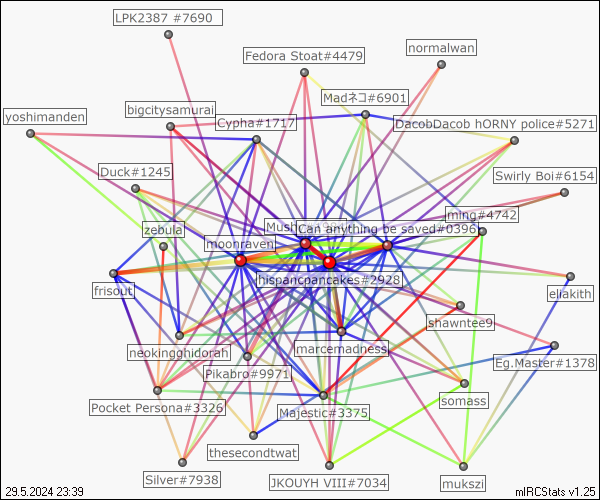 LPK2387 #7690
Fedora Stoat#4479
normalwan
Madネコ#6901
bigcitysamurai
yoshimanden
Cypha#1717
DacobDacob hORNY police#5271
Duck#1245
Swirly Boi#6154
ming#4742
Can anything be saved#0396
zebula
moonraven
hispancpancakes#2928
frisout
eliakith
shawntee9
neokingghidorah
marcemadness
Pikabro#9971
Eg.Master#1378
Pocket Persona#3326
Majestic#3375
somass
thesecondtwat
Silver#7938
JKOUYH VIII#7034
mukszi
29.5.2024 23:39
mIRCStats v1.25